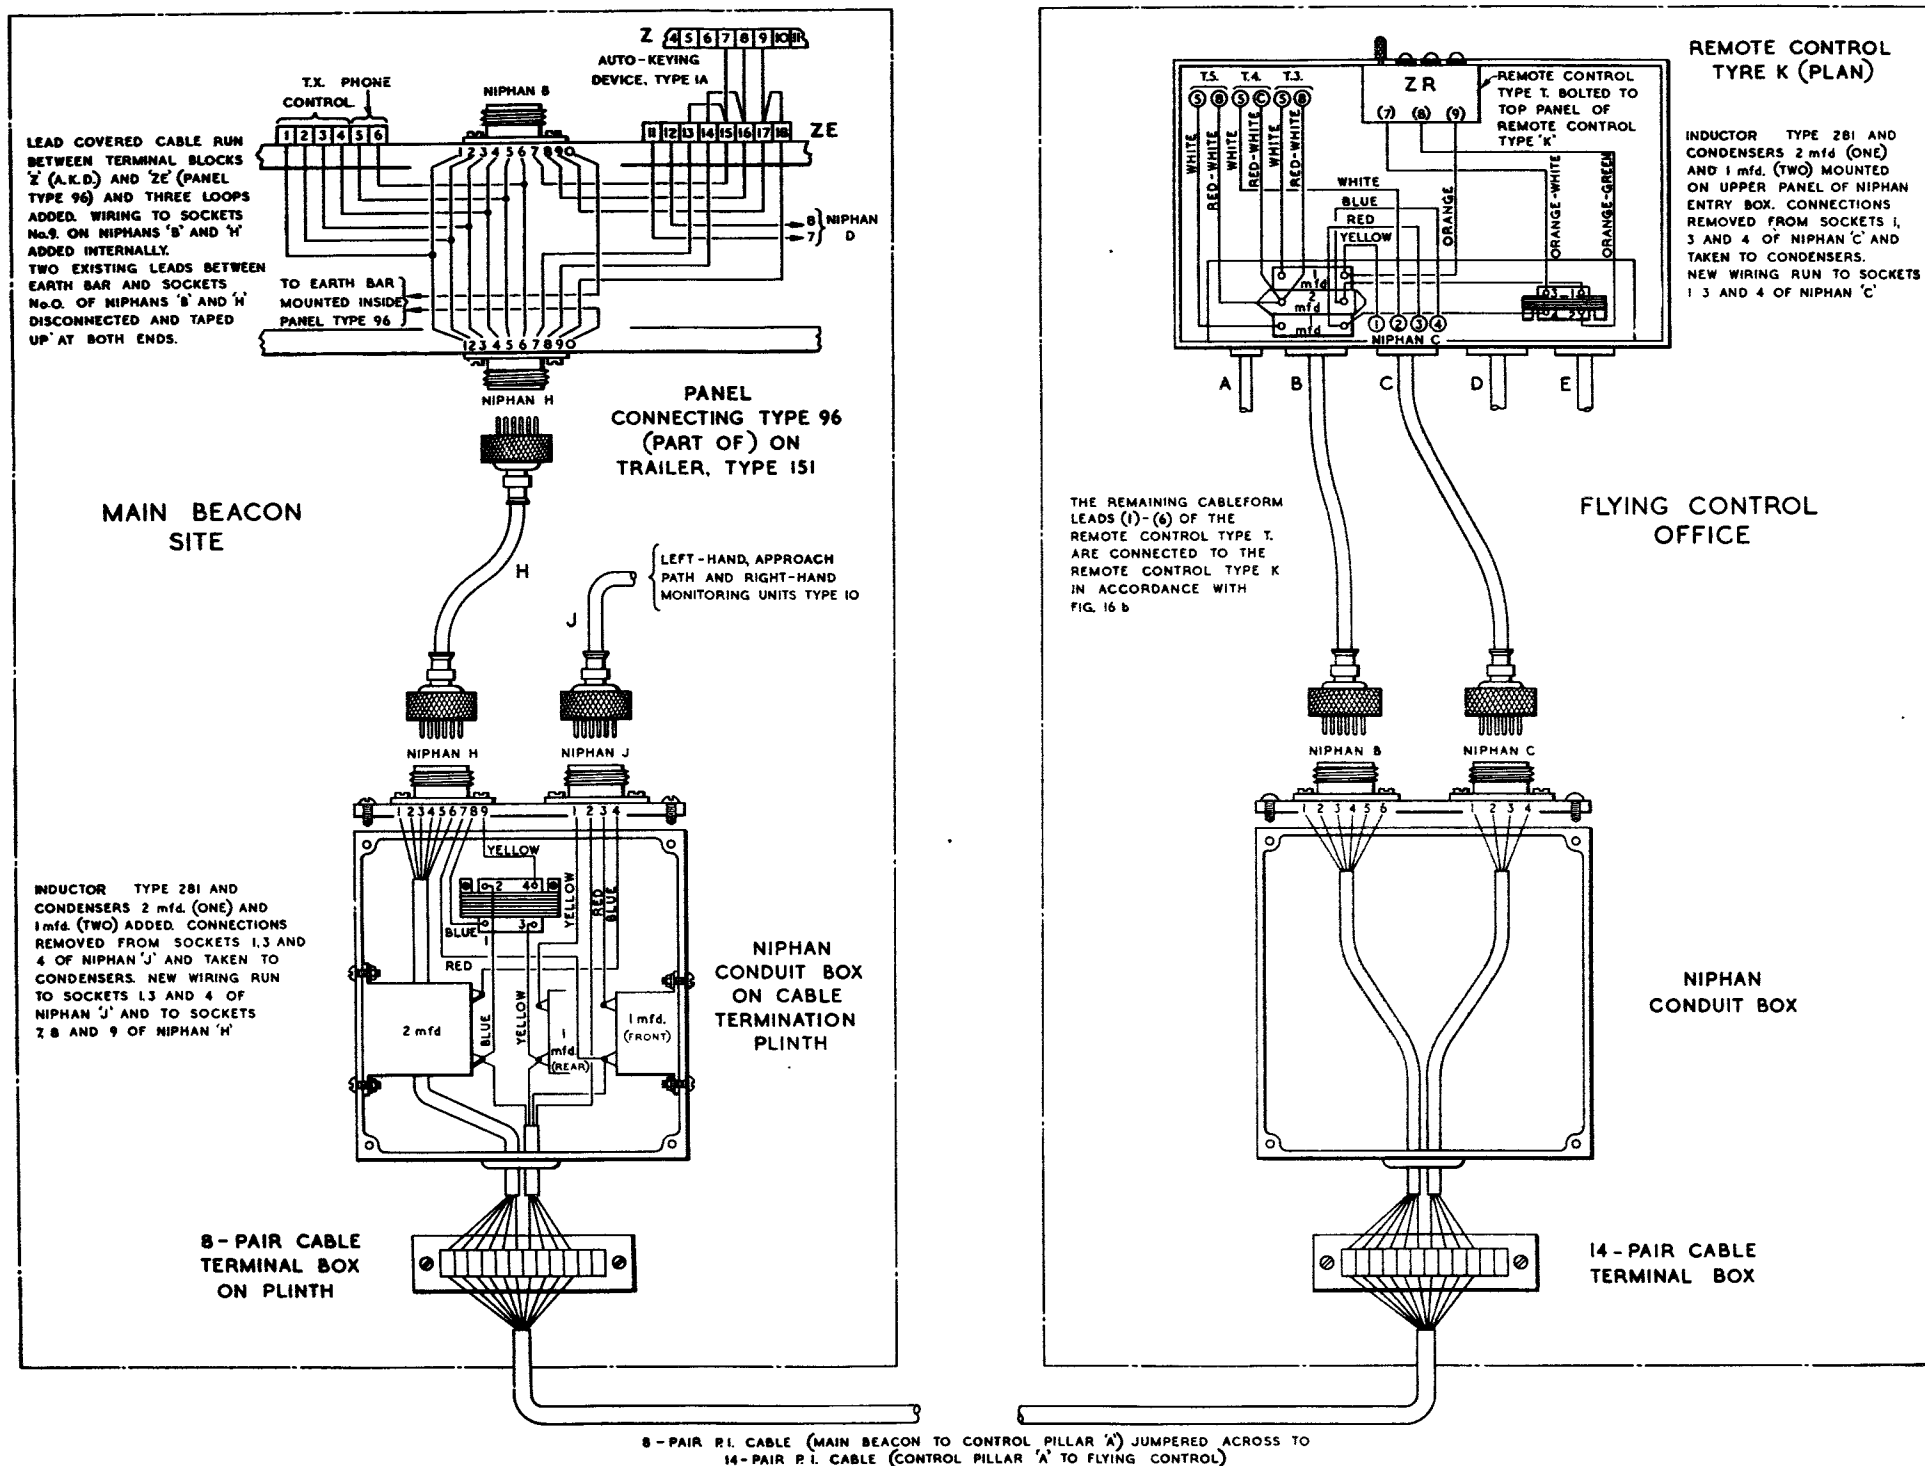 Z 4 5 6 7 8 9 10 11
AUTO-KEYING
DEVICE, TYPE 1A
T.X. PHONE
CONTROL
1 2 3 4 5 6
NIPHAN B
1 2 3 4 5 6 7 8 9 0
11 12 13 14 15 16 17 18 ZE
LEAD COVERED CABLE RUN
BETWEEN TERMINAL BLOCKS
'Z' (A.K.D.) AND 'ZE' (PANEL
TYPE 96) AND THREE LOOPS
ADDED. WIRING TO SOCKETS
No.9. ON NIPHANS 'B' AND 'H'
ADDED INTERNALLY.
TWO EXISTING LEADS BETWEEN
EARTH BAR AND SOCKETS
No.O. OF NIPHANS 'B' AND 'H'
DISCONNECTED AND TAPED
UP' AT BOTH ENDS.
8 } NIPHAN
7 } D
TO EARTH BAR
MOUNTED INSIDE
PANEL TYPE 96
1 2 3 4 5 6 7 8 9 0
NIPHAN H
PANEL
CONNECTING TYPE 96
(PART OF) ON
TRAILER, TYPE 151
MAIN BEACON
SITE
H
J
LEFT-HAND, APPROACH
PATH AND RIGHT-HAND
MONITORING UNITS TYPE 10
NIPHAN H
NIPHAN J
1 2 3 4 5 6 7 8 9
1 2 3 4
YELLOW
2 4
BLUE
1
3
YELLOW
RED
BLUE
RED
INDUCTOR TYPE 281 AND
CONDENSERS 2 mfd. (ONE) AND
1 mfd. (TWO) ADDED. CONNECTIONS
REMOVED FROM SOCKETS 1,3 AND
4 OF NIPHAN 'J' AND TAKEN TO
CONDENSERS. NEW WIRING RUN
TO SOCKETS 1,3 AND 4 OF
NIPHAN 'J' AND TO SOCKETS
7, 8 AND 9 OF NIPHAN 'H'
2 mfd
BLUE
YELLOW
1
mfd.
(REAR)
1 mfd.
(FRONT)
NIPHAN
CONDUIT BOX
ON CABLE
TERMINATION
PLINTH
8-PAIR CABLE
TERMINAL BOX
ON PLINTH
REMOTE CONTROL
TYRE K (PLAN)
T.5. T.4. T.3.
S B S C S B
ZR
(7) (8) (9)
REMOTE CONTROL
TYPE T. BOLTED TO
TOP PANEL OF
REMOTE CONTROL
TYPE 'K'
WHITE
RED-WHITE
WHITE
RED-WHITE
WHITE
RED-WHITE
WHITE
BLUE
RED
YELLOW
ORANGE
ORANGE-WHITE
ORANGE-GREEN
1
mfd
2
mfd
1
mfd
1 2 3 4
NIPHAN C
3 1
4 2
INDUCTOR TYPE 281 AND
CONDENSERS 2 mfd (ONE)
AND 1 mfd. (TWO) MOUNTED
ON UPPER PANEL OF NIPHAN
ENTRY BOX. CONNECTIONS
REMOVED FROM SOCKETS 1,
3 AND 4 OF NIPHAN 'C' AND
TAKEN TO CONDENSERS.
NEW WIRING RUN TO SOCKETS
1 3 AND 4 OF NIPHAN 'C'
A B C D E
THE REMAINING CABLEFORM
LEADS (1)-(6) OF THE
REMOTE CONTROL TYPE T.
ARE CONNECTED TO THE
REMOTE CONTROL TYPE K
IN ACCORDANCE WITH
FIG. 16 b
FLYING CONTROL
OFFICE
NIPHAN B
NIPHAN C
1 2 3 4 5 6
1 2 3 4
NIPHAN
CONDUIT BOX
14-PAIR CABLE
TERMINAL BOX
8-PAIR P.I. CABLE (MAIN BEACON TO CONTROL PILLAR 'A') JUMPERED ACROSS TO
14-PAIR P.I. CABLE (CONTROL PILLAR 'A' TO FLYING CONTROL)